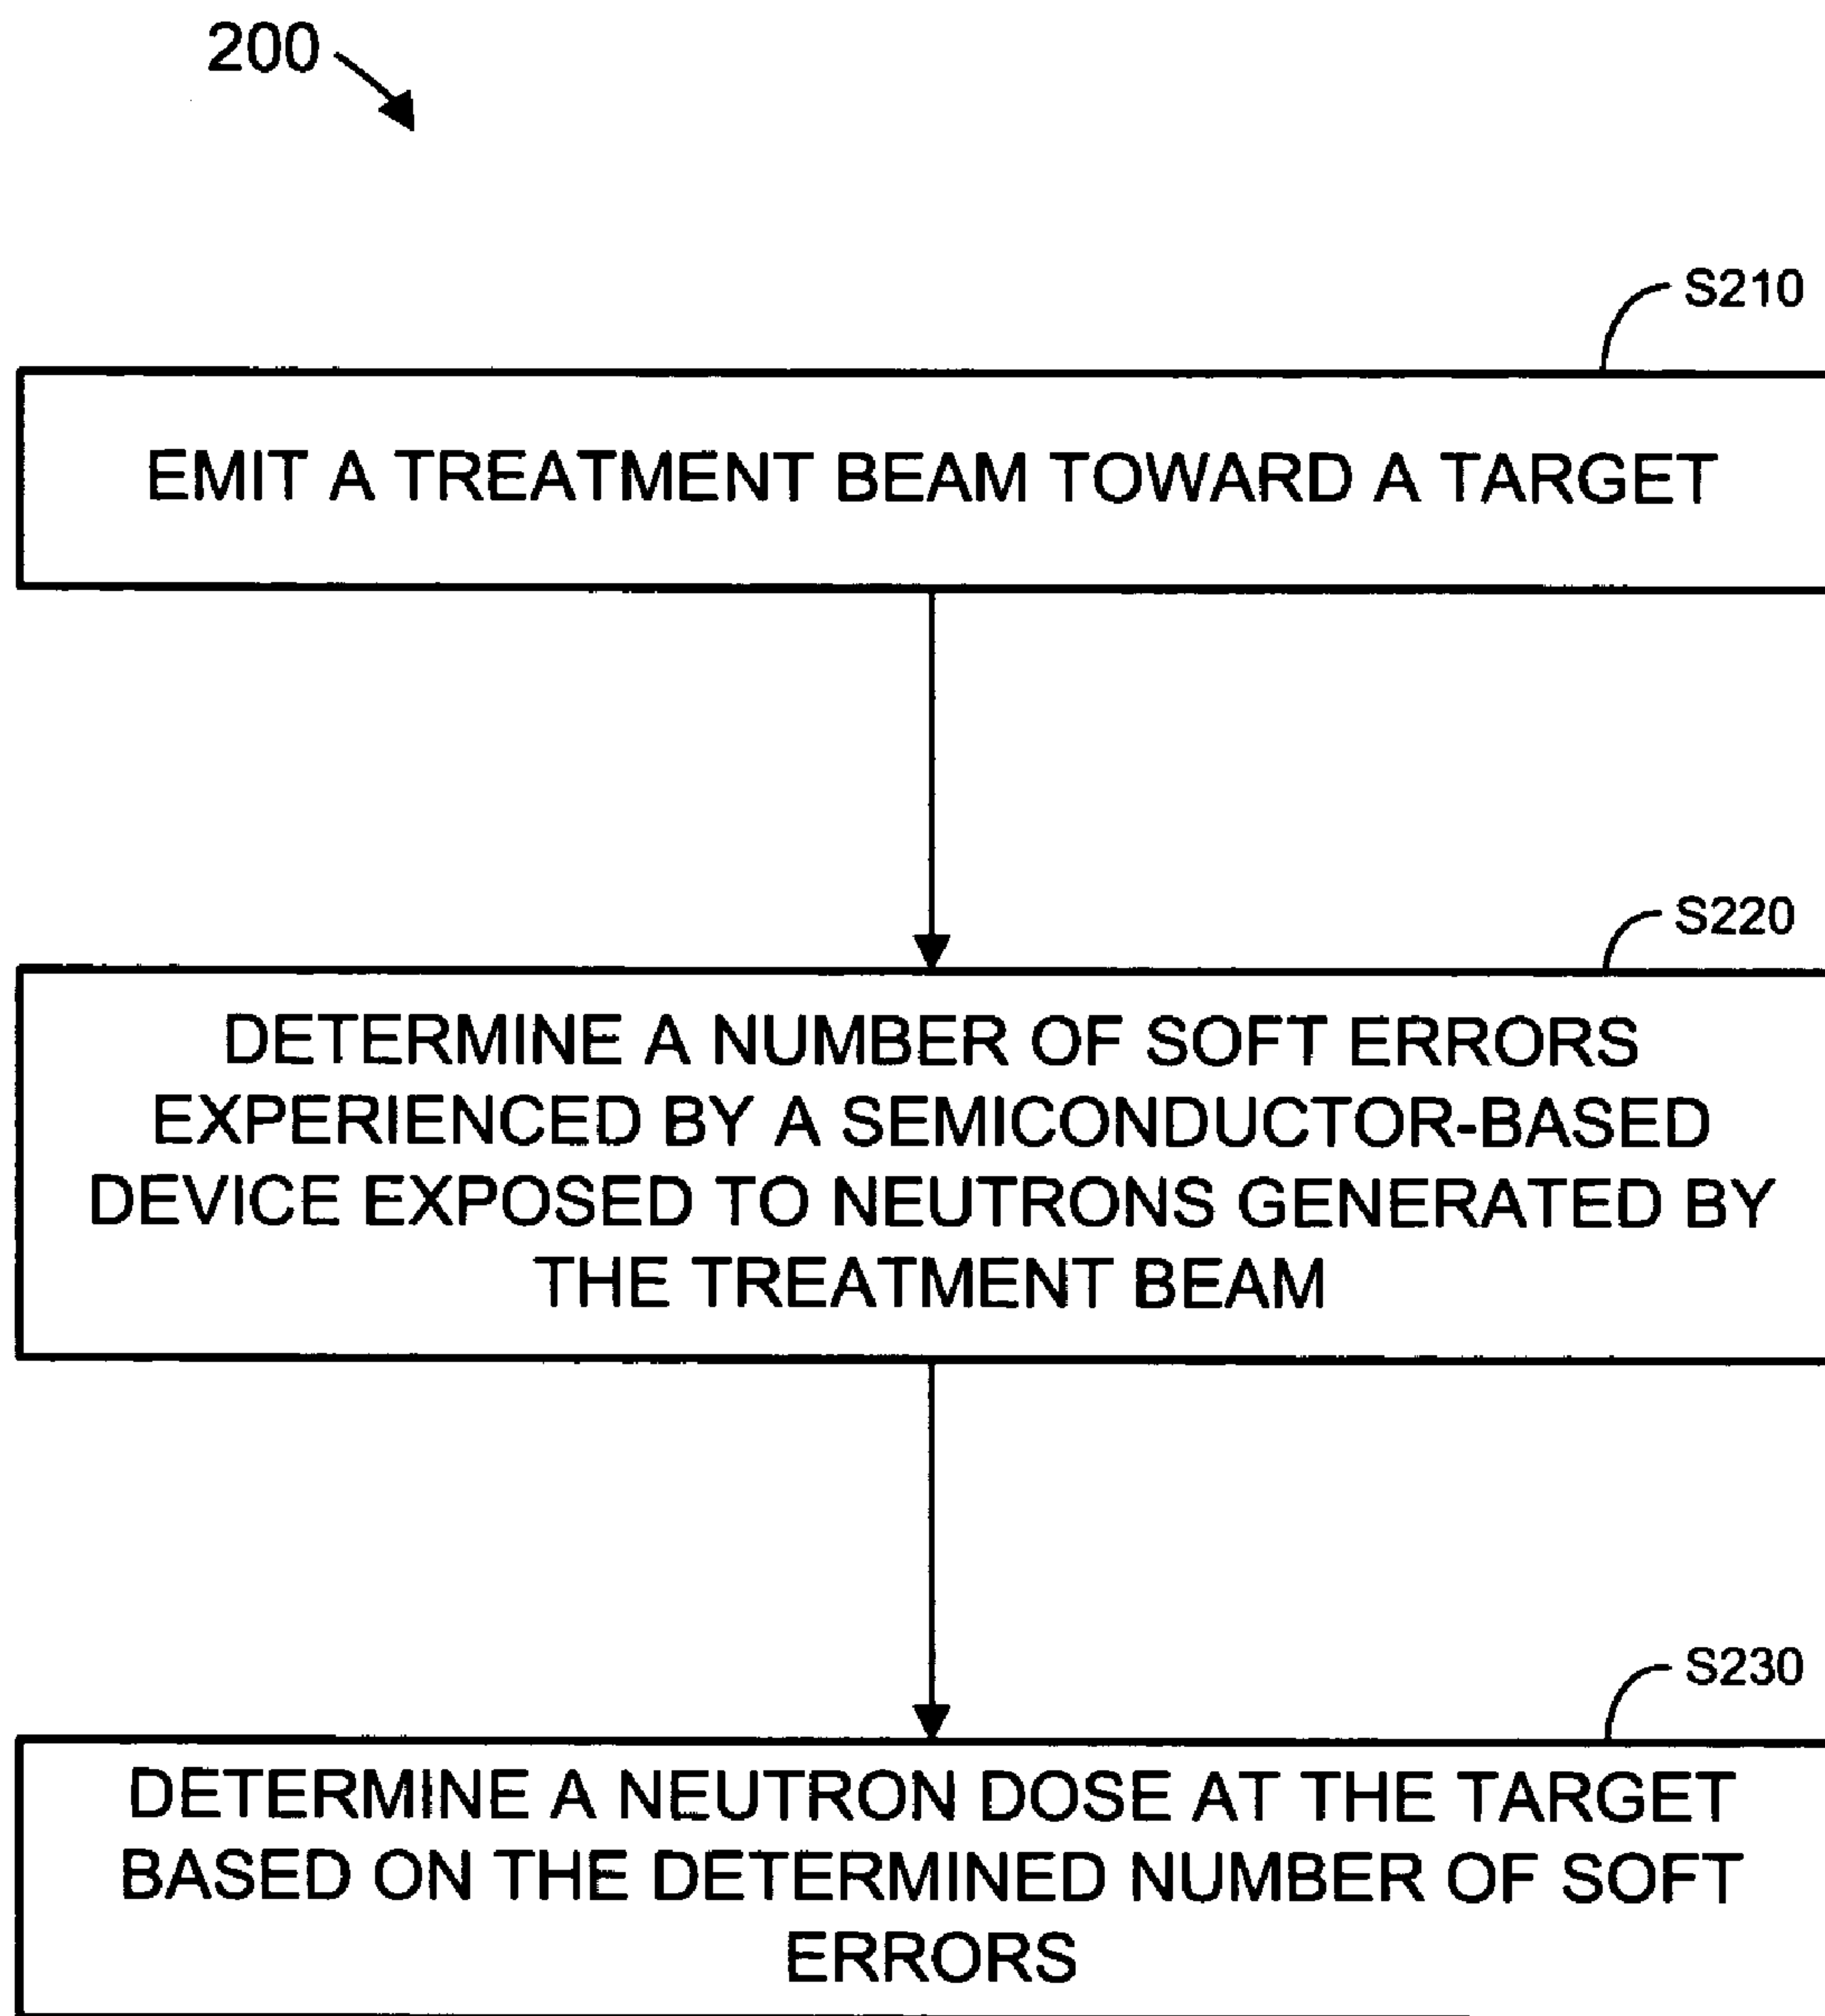 200
S210
EMIT A TREATMENT BEAM TOWARD A TARGET
S220
DETERMINE A NUMBER OF SOFT ERRORS
EXPERIENCED BY A SEMICONDUCTOR-BASED
DEVICE EXPOSED TO NEUTRONS GENERATED BY
THE TREATMENT BEAM
S230
DETERMINE A NEUTRON DOSE AT THE TARGET
BASED ON THE DETERMINED NUMBER OF SOFT
ERRORS